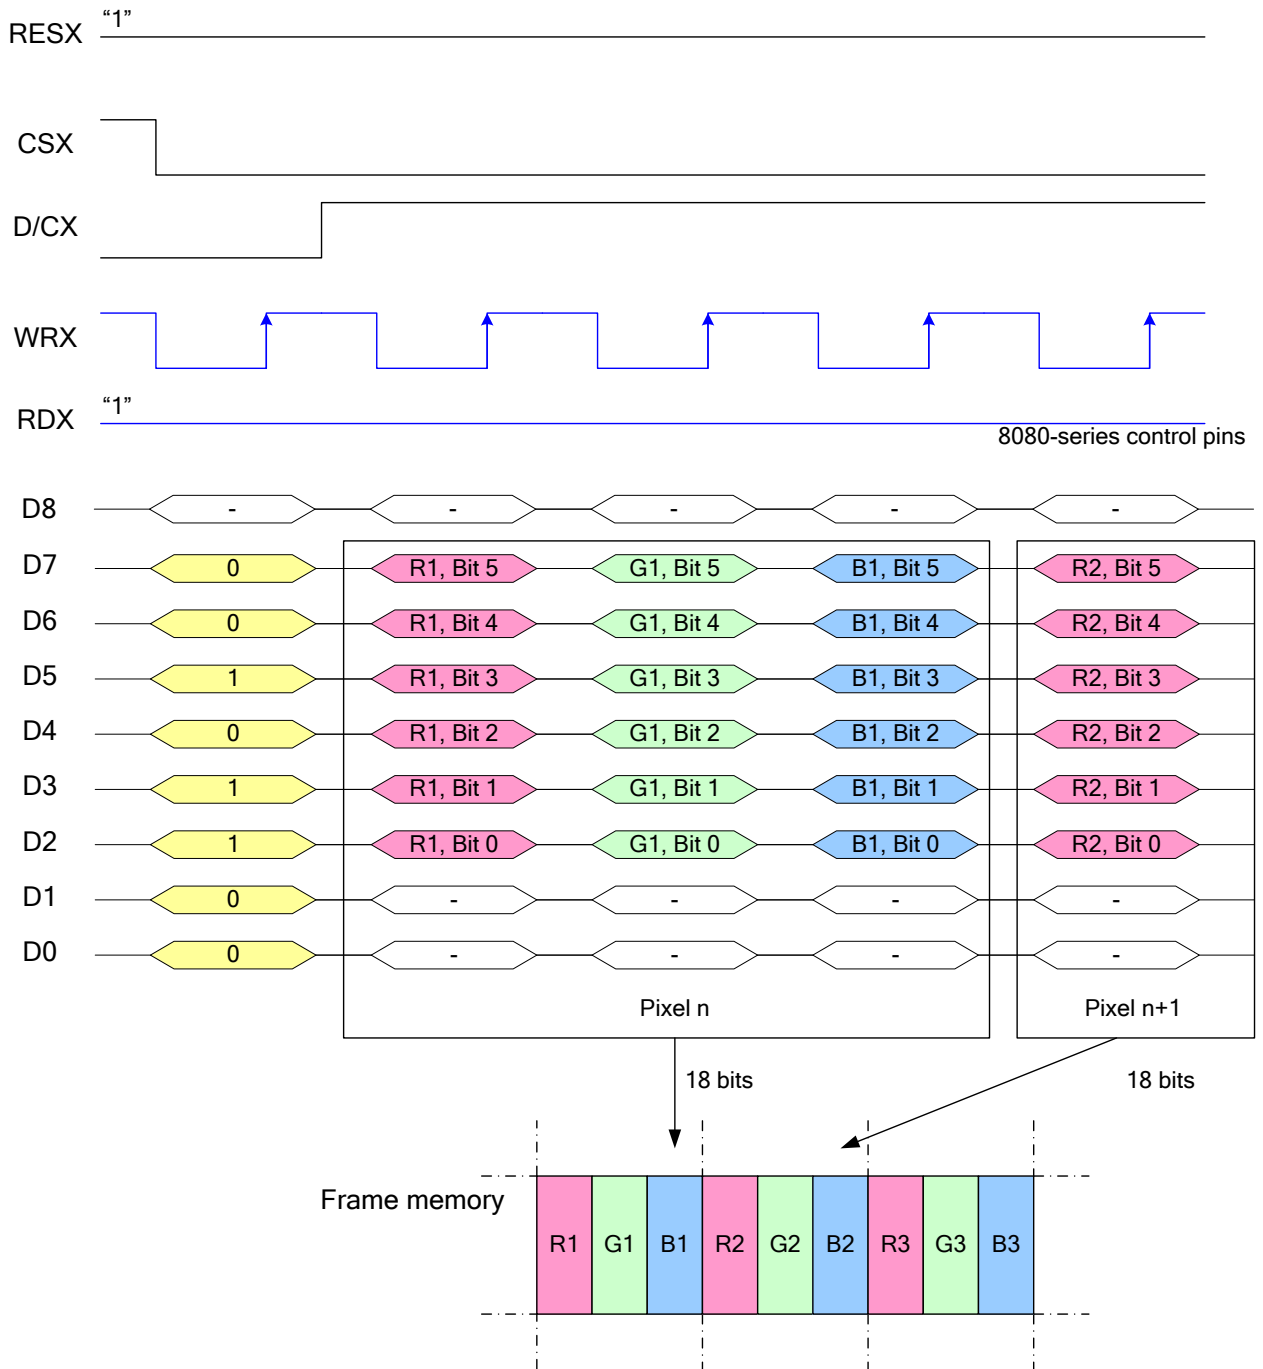 RESX “1”
CSX
D/CX
WRX
RDX “1”
8080-series control pins
D8 - - - - -
D7 0 R1, Bit 5 G1, Bit 5 B1, Bit 5 R2, Bit 5
D6 0 R1, Bit 4 G1, Bit 4 B1, Bit 4 R2, Bit 4
D5 1 R1, Bit 3 G1, Bit 3 B1, Bit 3 R2, Bit 3
D4 0 R1, Bit 2 G1, Bit 2 B1, Bit 2 R2, Bit 2
D3 1 R1, Bit 1 G1, Bit 1 B1, Bit 1 R2, Bit 1
D2 1 R1, Bit 0 G1, Bit 0 B1, Bit 0 R2, Bit 0
D1 0 - - - -
D0 0 - - - -
Pixel n Pixel n+1
18 bits 18 bits
Frame memory
R1 G1 B1 R2 G2 B2 R3 G3 B3